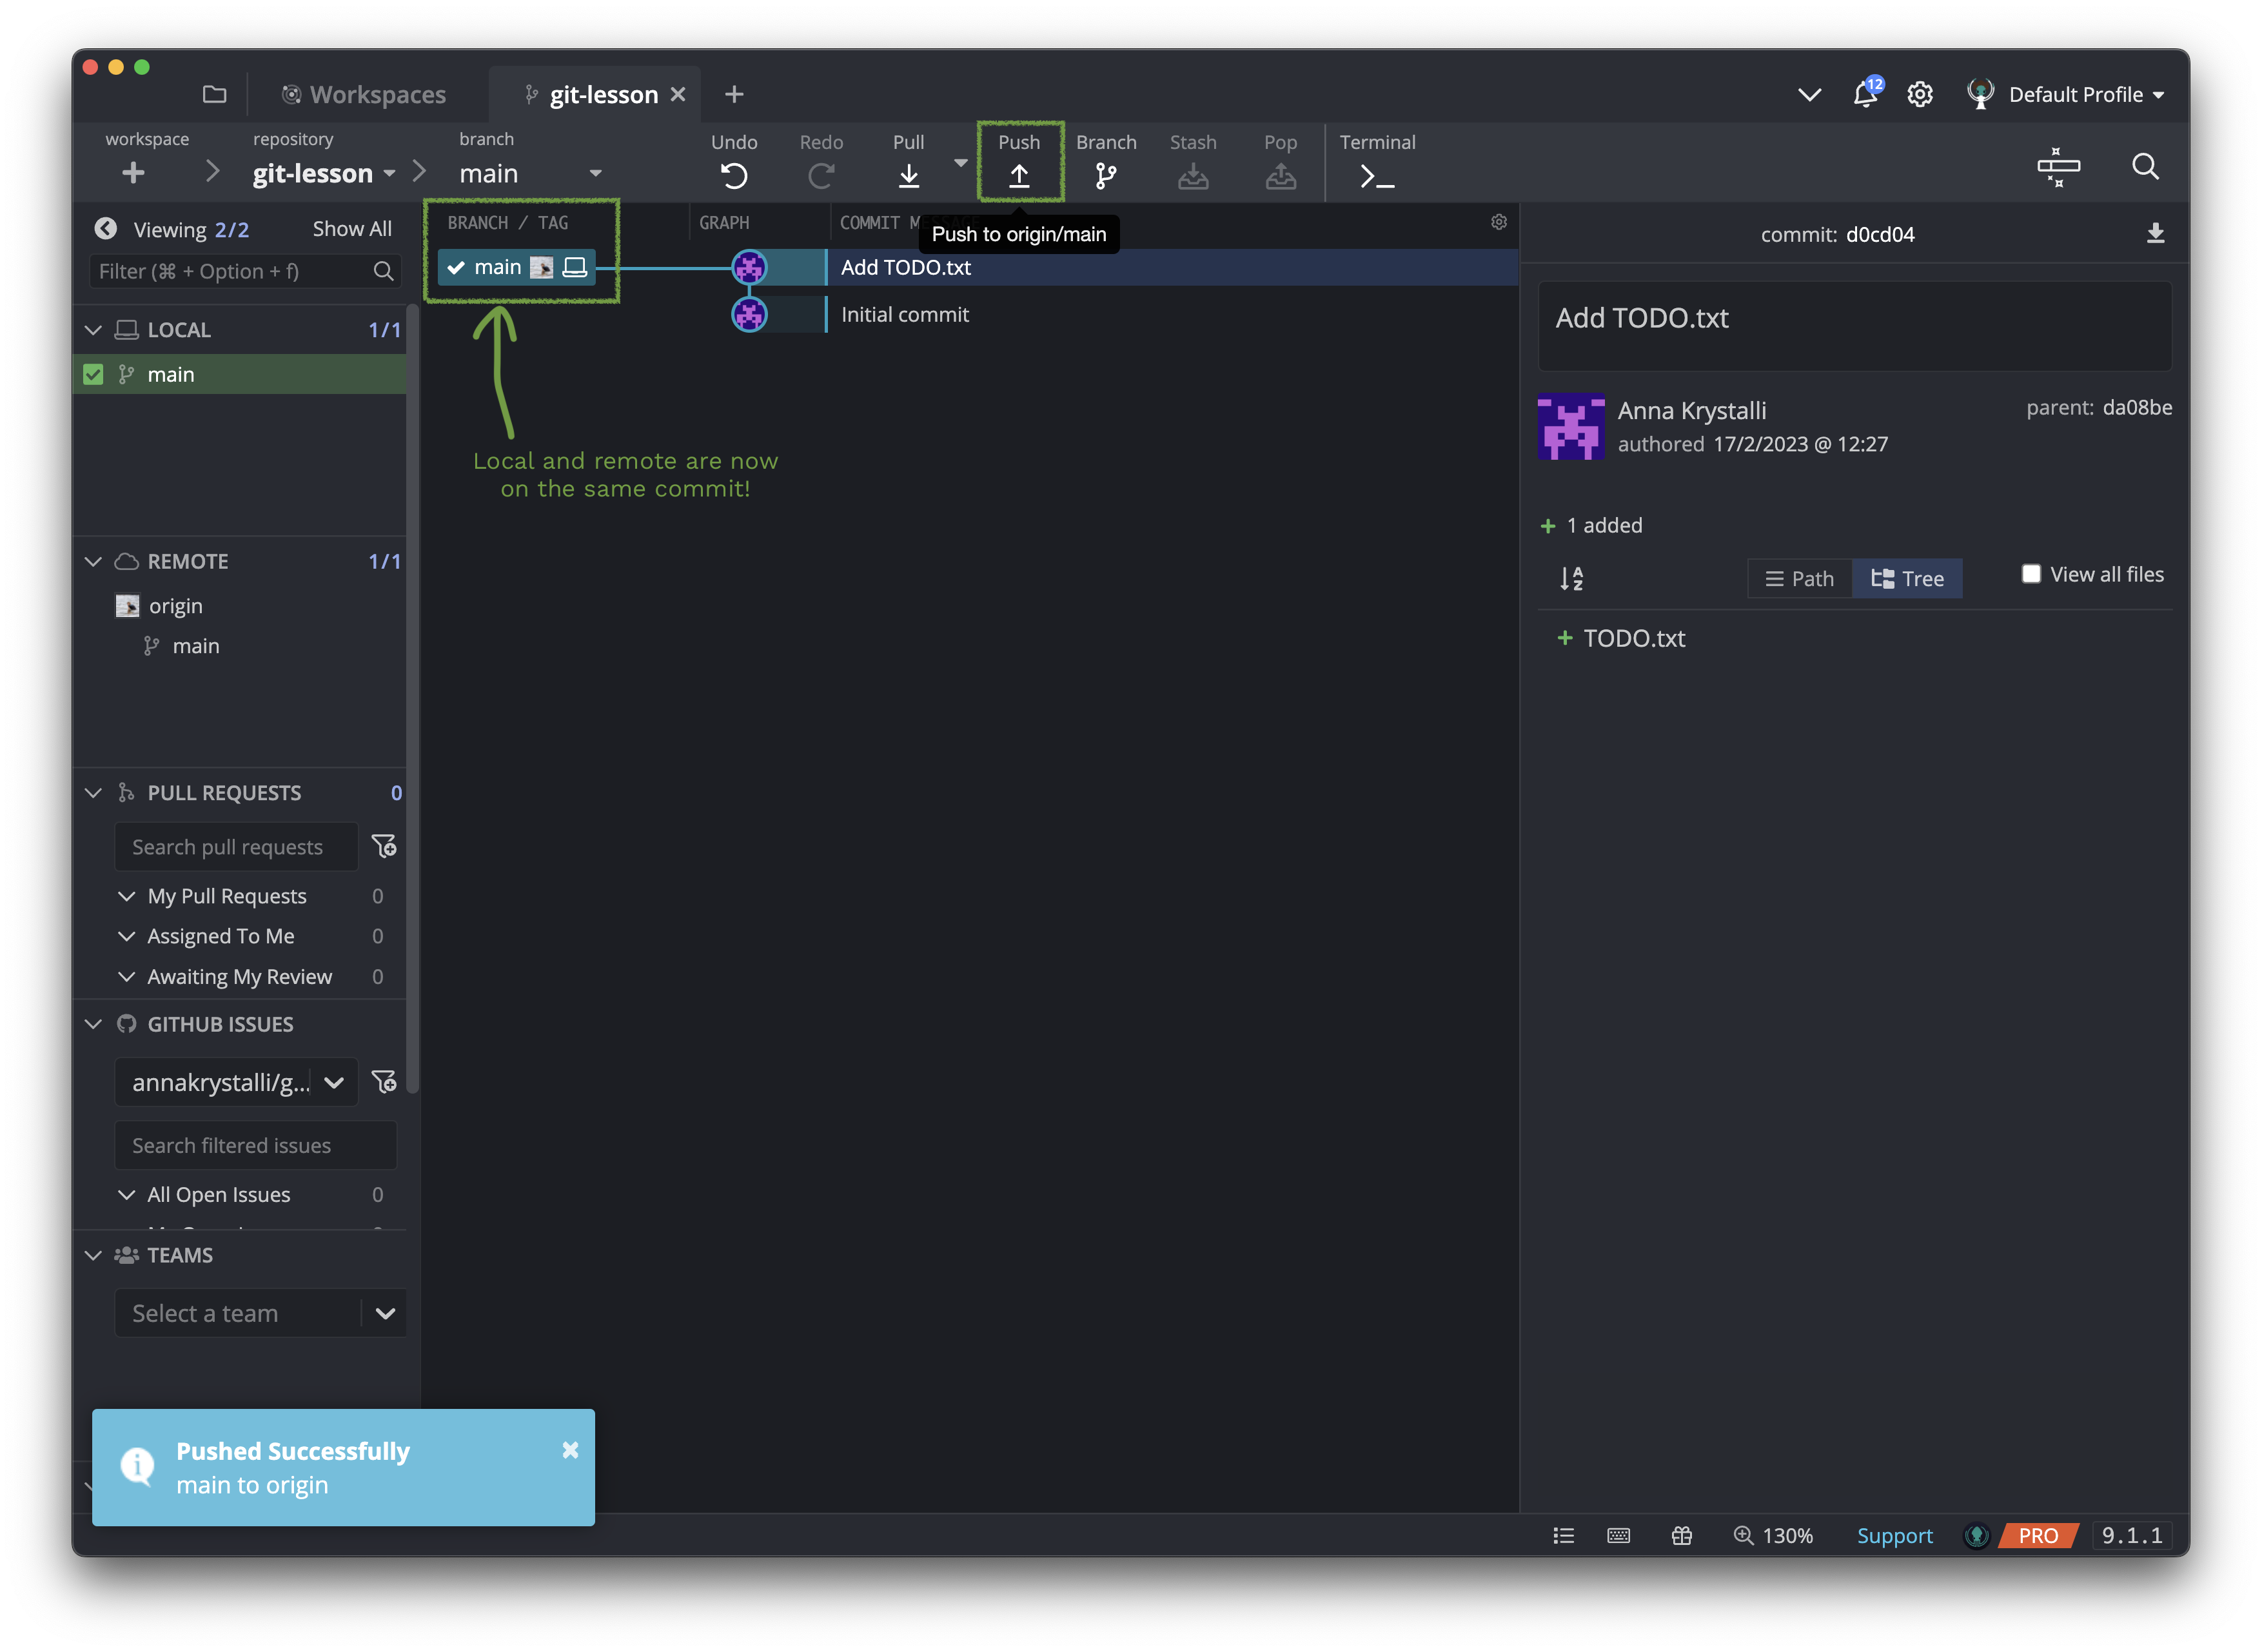 Workspaces
git-lesson
12
Default Profile
workspace
repository
git-lesson
branch
main
Undo
Redo
Pull
Push
Branch
Stash
Pop
Terminal
Push to origin/main
Viewing 2/2
Show All
Filter (⌘ + Option + f)
LOCAL 1/1
main
REMOTE 1/1
origin
main
PULL REQUESTS 0
Search pull requests
My Pull Requests 0
Assigned To Me 0
Awaiting My Review 0
GITHUB ISSUES
annakrystalli/g...
Search filtered issues
All Open Issues 0
TEAMS
Select a team
BRANCH / TAG
GRAPH
COMMIT
main
Add TODO.txt
Initial commit
Local and remote are now
on the same commit!
commit: d0cd04
Add TODO.txt
Anna Krystalli
parent: da08be
authored 17/2/2023 @ 12:27
+ 1 added
Path
Tree
View all files
+ TODO.txt
Pushed Successfully
main to origin
130%
Support
PRO
9.1.1